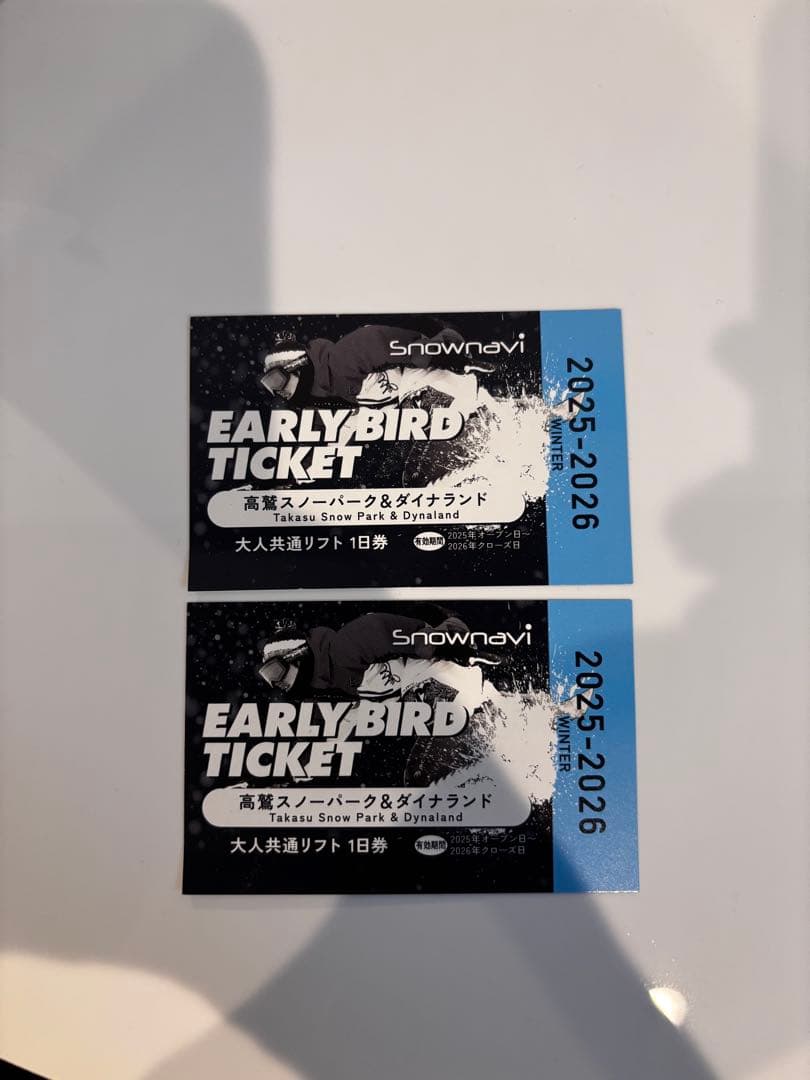 Snownavi
EARLY BIRD
TICKET
高鷲スノーパーク&ダイナランド
Takasu Snow Park & Dynaland
大人共通リフト 1日券
有効期間
2025年オープン日〜
2026年クローズ日
2025-2026
WINTER
Snownavi
EARLY BIRD
TICKET
高鷲スノーパーク&ダイナランド
Takasu Snow Park & Dynaland
大人共通リフト 1日券
有効期間
2025年オープン日〜
2026年クローズ日
2025-2026
WINTER